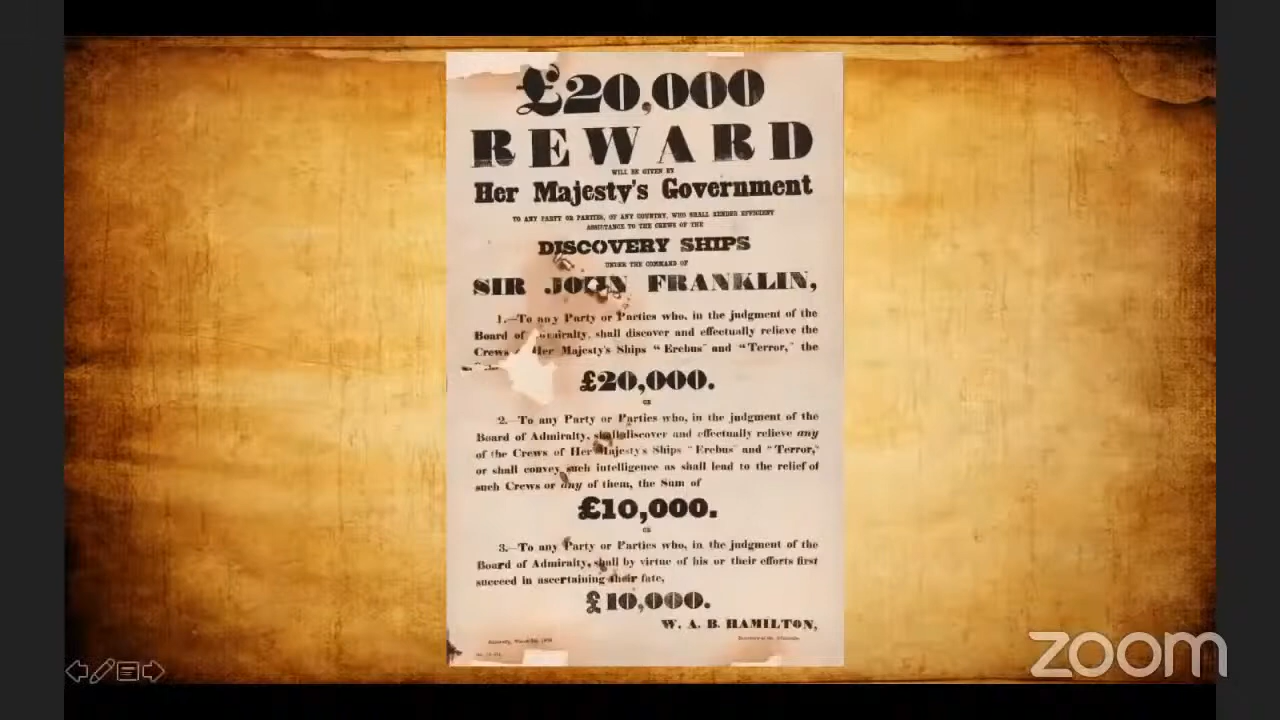 £20,000
REWARD
WILL BE GIVEN BY
Her Majesty's Government
TO ANY PARTY OR PARTIES, OF ANY COUNTRY, WHO SHALL RENDER EFFICIENT
ASSISTANCE TO THE CREWS OF THE
DISCOVERY SHIPS
UNDER THE COMMAND OF
SIR JOHN FRANKLIN,
1.—To any Party or Parties who, in the judgment of the
Board of Admiralty, shall discover and effectually relieve the
Crews Her Majesty's Ships "Erebus" and "Terror," the
£20,000.
OR
2.—To any Party or Parties who, in the judgment of the
Board of Admiralty, shall discover and effectually relieve any
of the Crews of Her Majesty's Ships "Erebus" and "Terror,"
or shall convey such intelligence as shall lead to the relief of
such Crews or any of them, the Sum of
£10,000.
OR
3.—To any Party or Parties who, in the judgment of the
Board of Admiralty, shall by virtue of his or their efforts first
succeed in ascertaining their fate,
£10,000.
W. A. B. HAMILTON,
zoom